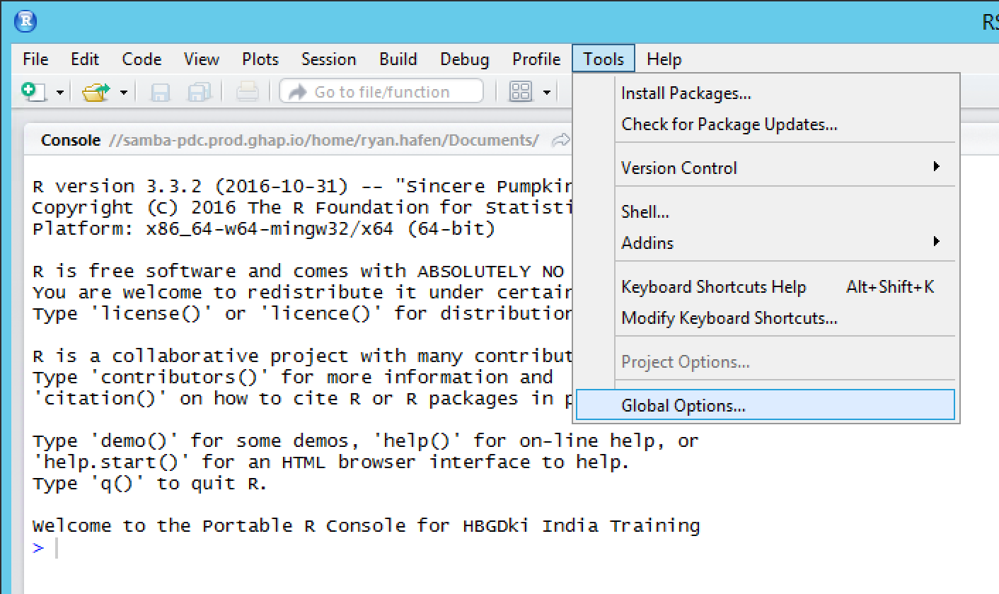 R
RS
File Edit Code View Plots Session Build Debug Profile Tools Help
Go to file/function
Install Packages...
Check for Package Updates...
Version Control
Shell...
Addins
Keyboard Shortcuts Help Alt+Shift+K
Modify Keyboard Shortcuts...
Project Options...
Global Options...
Console //samba-pdc.prod.ghap.io/home/ryan.hafen/Documents/
R version 3.3.2 (2016-10-31) -- "Sincere Pumpkin
Copyright (C) 2016 The R Foundation for Statisti
Platform: x86_64-w64-mingw32/x64 (64-bit)
R is free software and comes with ABSOLUTELY NO
You are welcome to redistribute it under certain
Type 'license()' or 'licence()' for distribution
R is a collaborative project with many contribut
Type 'contributors()' for more information and
'citation()' on how to cite R or R packages in p
Type 'demo()' for some demos, 'help()' for on-line help, or
'help.start()' for an HTML browser interface to help.
Type 'q()' to quit R.
Welcome to the Portable R Console for HBGDki India Training
>